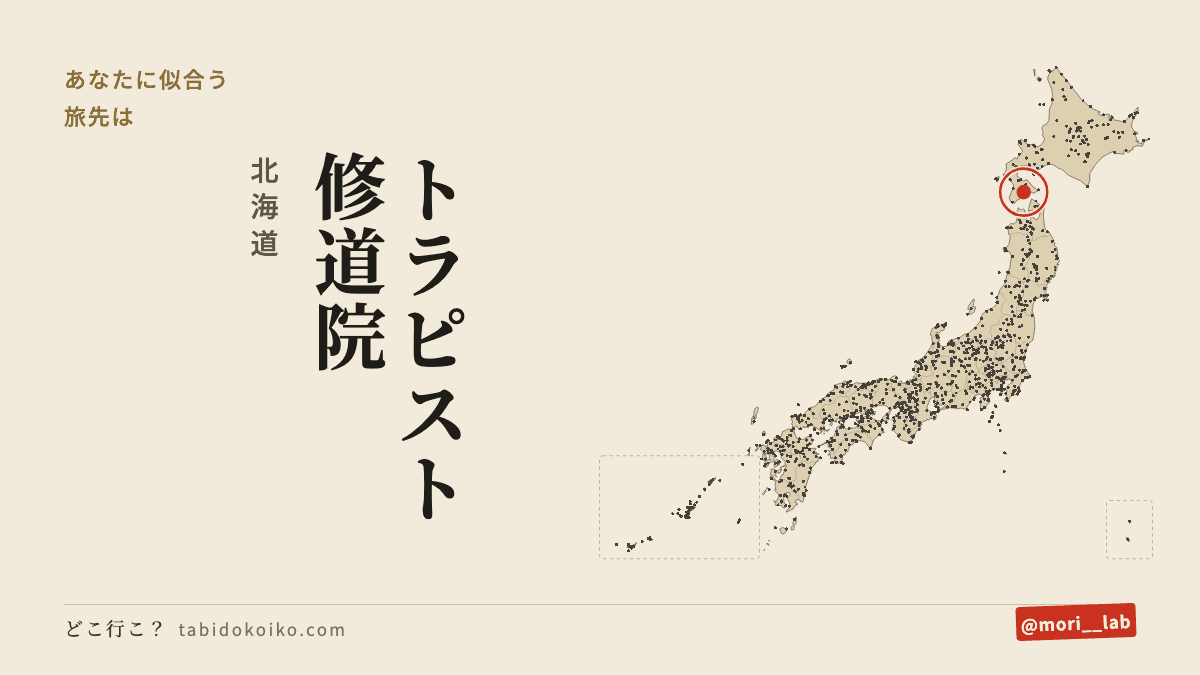 あなたに似合う
旅先は
トラピスト
修道院
北海道
どこ行こ？ tabidokoiko.com
@mori__lab